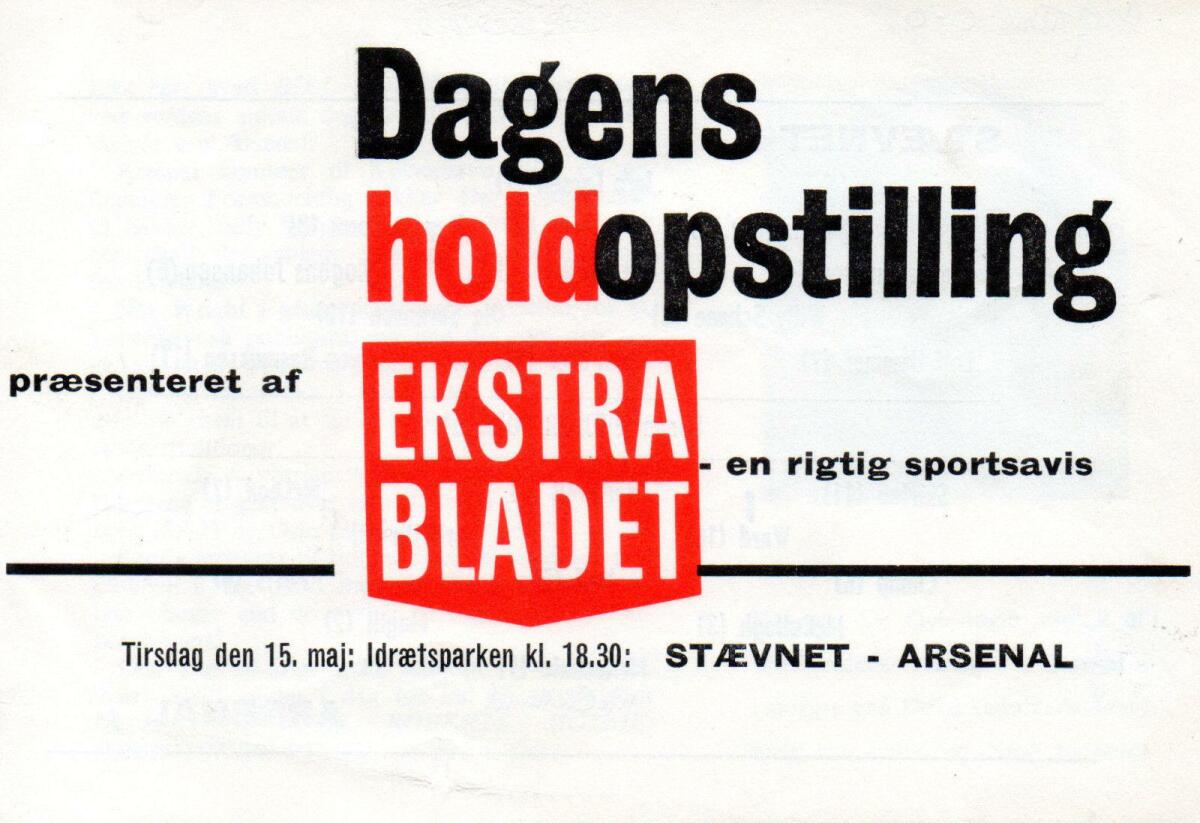 Dagens
holdopstilling
præsenteret af
EKSTRA
BLADET
- en rigtig sportsavis
Tirsdag den 15. maj: Idrætsparken kl. 18.30: STÆVNET - ARSENAL